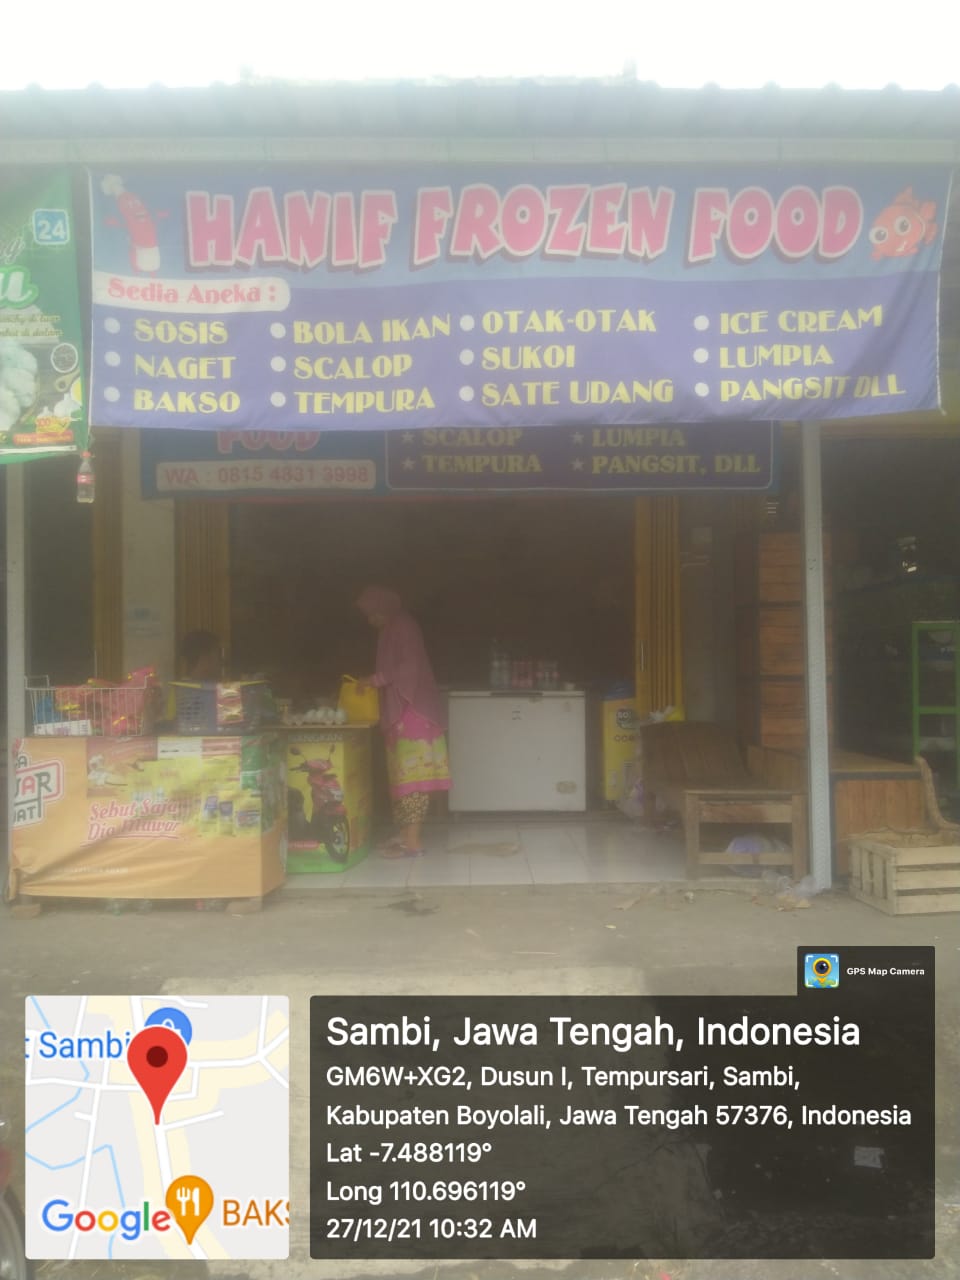 24
HANIF FROZEN FOOD
Sedia Aneka :
SOSIS
NAGET
BAKSO
BOLA IKAN
SCALOP
TEMPURA
OTAK-OTAK
SUKOI
SATE UDANG
ICE CREAM
LUMPIA
PANGSIT DLL
FOOD
WA : 0815 4831 3998
★ SCALOP
★ TEMPURA
★ LUMPIA
★ PANGSIT, DLL
Sebut Saja
Dia Mawar
GPS Map Camera
Sambi
Google
BAKS
Sambi, Jawa Tengah, Indonesia
GM6W+XG2, Dusun I, Tempursari, Sambi,
Kabupaten Boyolali, Jawa Tengah 57376, Indonesia
Lat -7.488119°
Long 110.696119°
27/12/21 10:32 AM